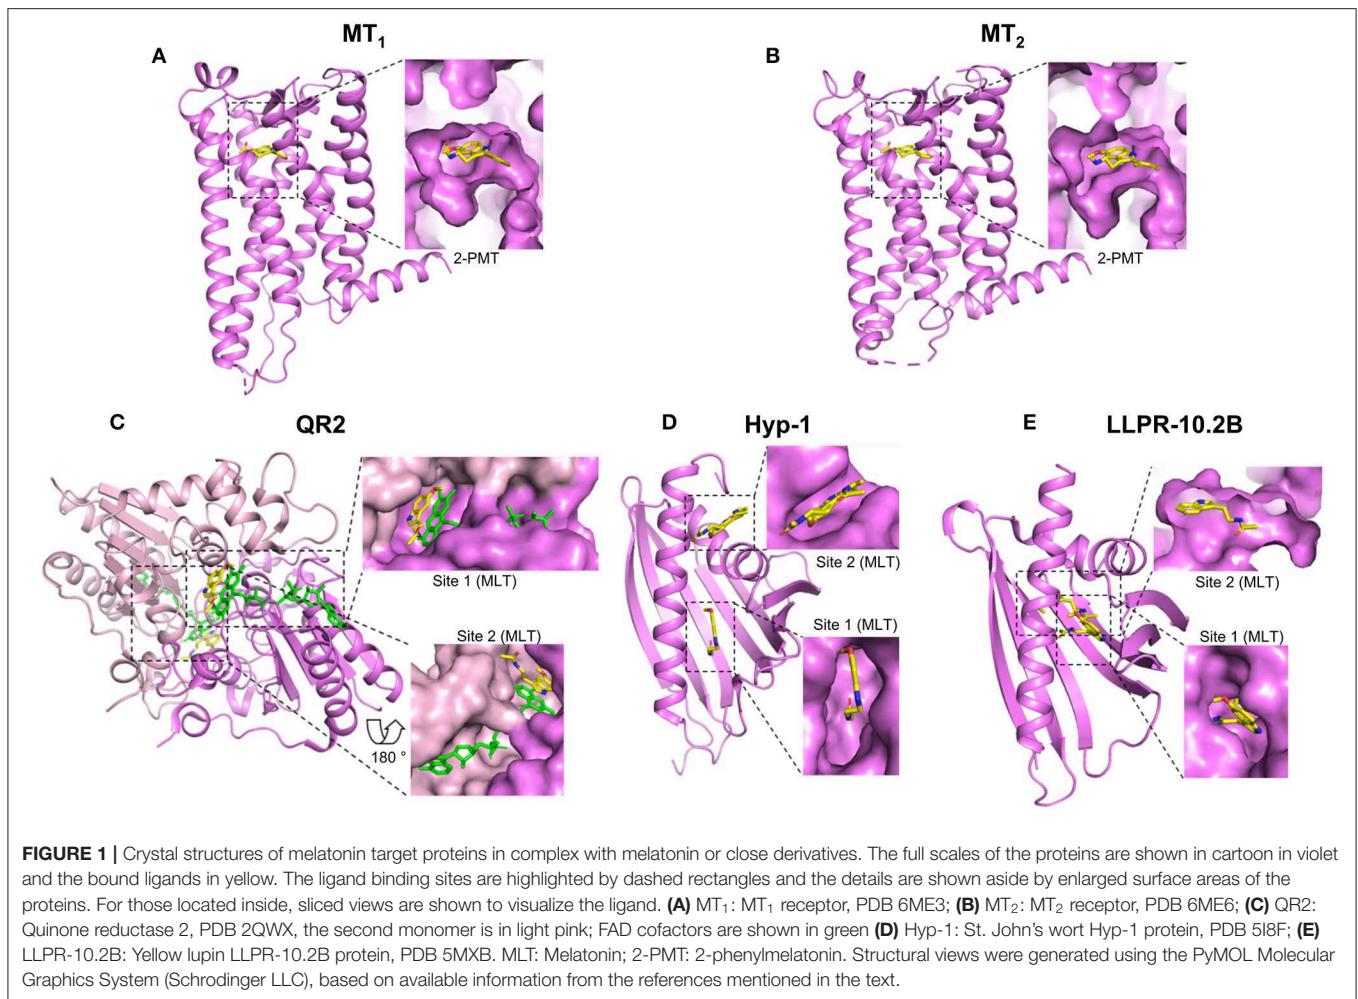 A
MT₁
2-PMT
B
MT₂
2-PMT
C
QR2
Site 1 (MLT)
Site 2 (MLT)
180 °
D
Hyp-1
Site 2 (MLT)
Site 1 (MLT)
E
LLPR-10.2B
Site 2 (MLT)
Site 1 (MLT)
FIGURE 1 | Crystal structures of melatonin target proteins in complex with melatonin or close derivatives. The full scales of the proteins are shown in cartoon in violet
and the bound ligands in yellow. The ligand binding sites are highlighted by dashed rectangles and the details are shown aside by enlarged surface areas of the
proteins. For those located inside, sliced views are shown to visualize the ligand. (A) MT₁: MT₁ receptor, PDB 6ME3; (B) MT₂: MT₂ receptor, PDB 6ME6; (C) QR2:
Quinone reductase 2, PDB 2QWX, the second monomer is in light pink; FAD cofactors are shown in green (D) Hyp-1: St. John's wort Hyp-1 protein, PDB 5I8F; (E)
LLPR-10.2B: Yellow lupin LLPR-10.2B protein, PDB 5MXB. MLT: Melatonin; 2-PMT: 2-phenylmelatonin. Structural views were generated using the PyMOL Molecular
Graphics System (Schrodinger LLC), based on available information from the references mentioned in the text.